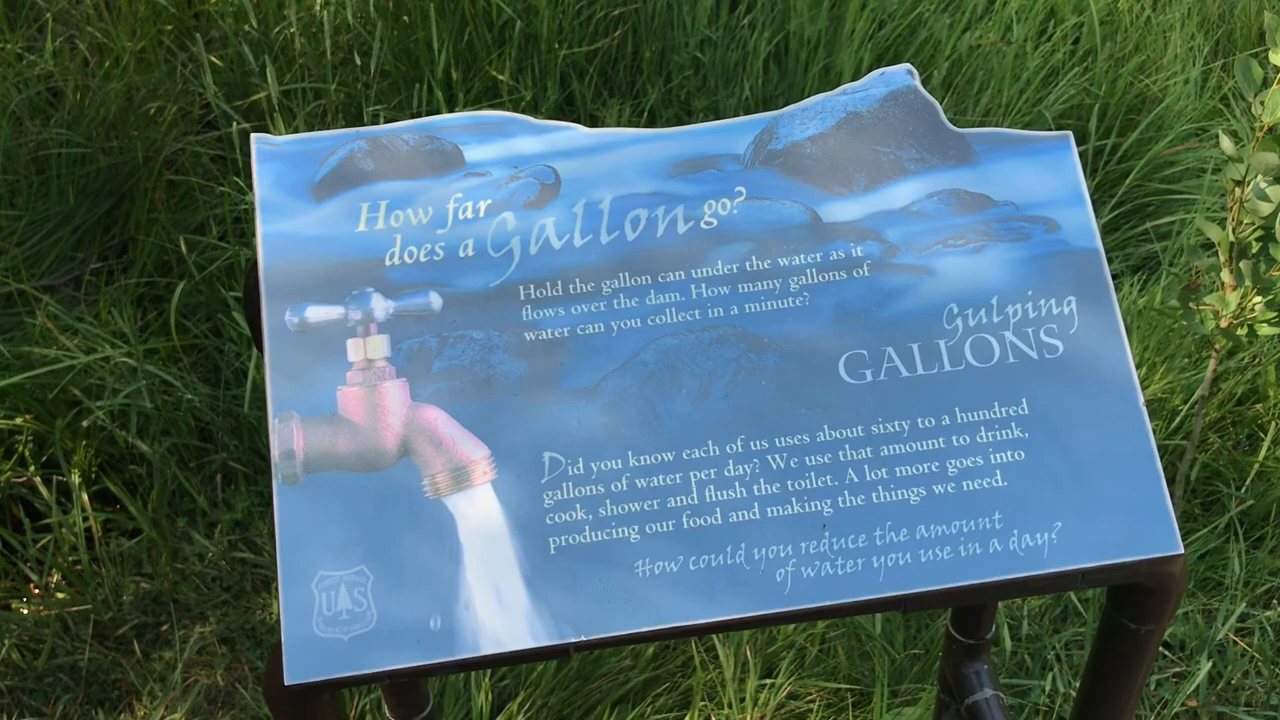 How far
does a Gallon go?
Hold the gallon can under the water as it
flows over the dam. How many gallons of
water can you collect in a minute?
Gulping
GALLONS
Did you know each of us uses about sixty to a hundred
gallons of water per day? We use that amount to drink,
cook, shower and flush the toilet. A lot more goes into
producing our food and making the things we need.
How could you reduce the amount
of water you use in a day?
FOREST SERVICE
U S